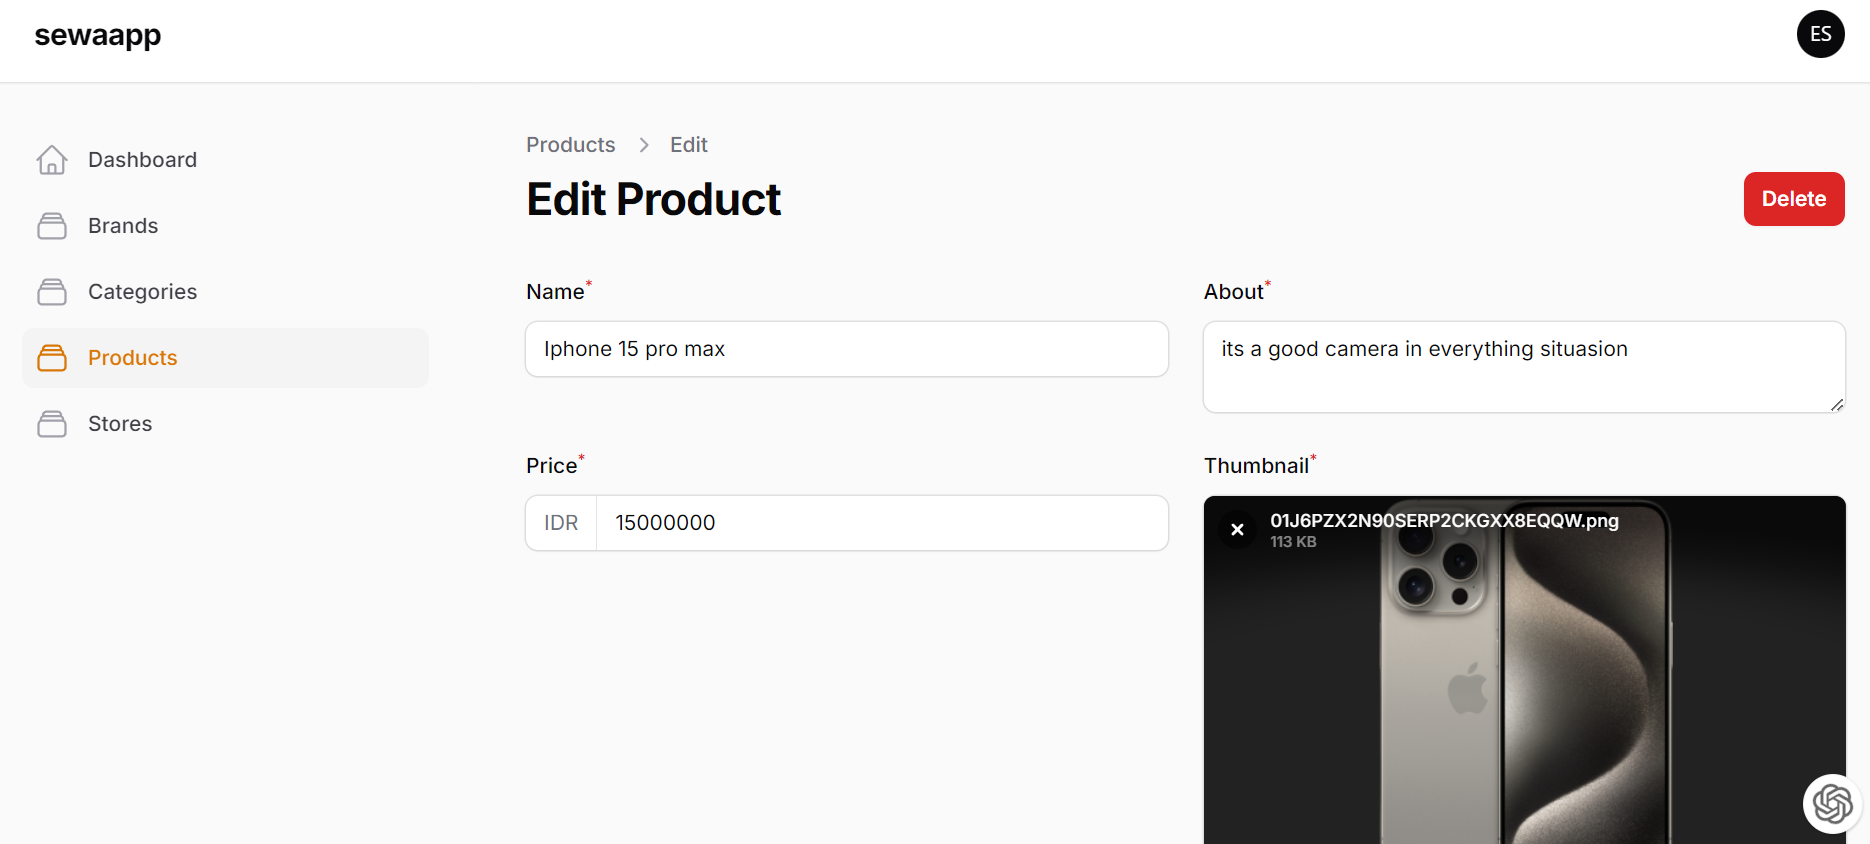 sewaapp
ES
Dashboard
Brands
Categories
Products
Stores
Products > Edit
Edit Product
Delete
Name*
Iphone 15 pro max
About*
its a good camera in everything situasion
Price*
IDR 15000000
Thumbnail*
01J6PZX2N90SERP2CKGXX8EQQW.png
113 KB